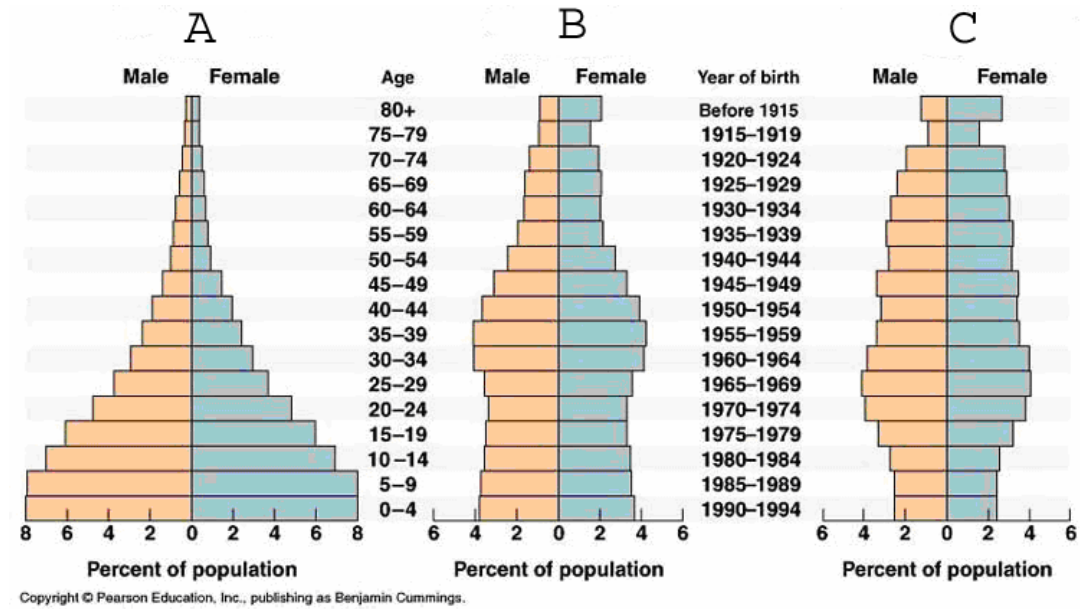 A B C
Male Female Age Male Female Year of birth Male Female
80+ Before 1915
75–79 1915–1919
70–74 1920–1924
65–69 1925–1929
60–64 1930–1934
55–59 1935–1939
50–54 1940–1944
45–49 1945–1949
40–44 1950–1954
35–39 1955–1959
30–34 1960–1964
25–29 1965–1969
20–24 1970–1974
15–19 1975–1979
10–14 1980–1984
5–9 1985–1989
0–4 1990–1994
8 6 4 2 0 2 4 6 8 6 4 2 0 2 4 6 6 4 2 0 2 4 6
Percent of population Percent of population Percent of population
Copyright © Pearson Education, Inc., publishing as Benjamin Cummings.